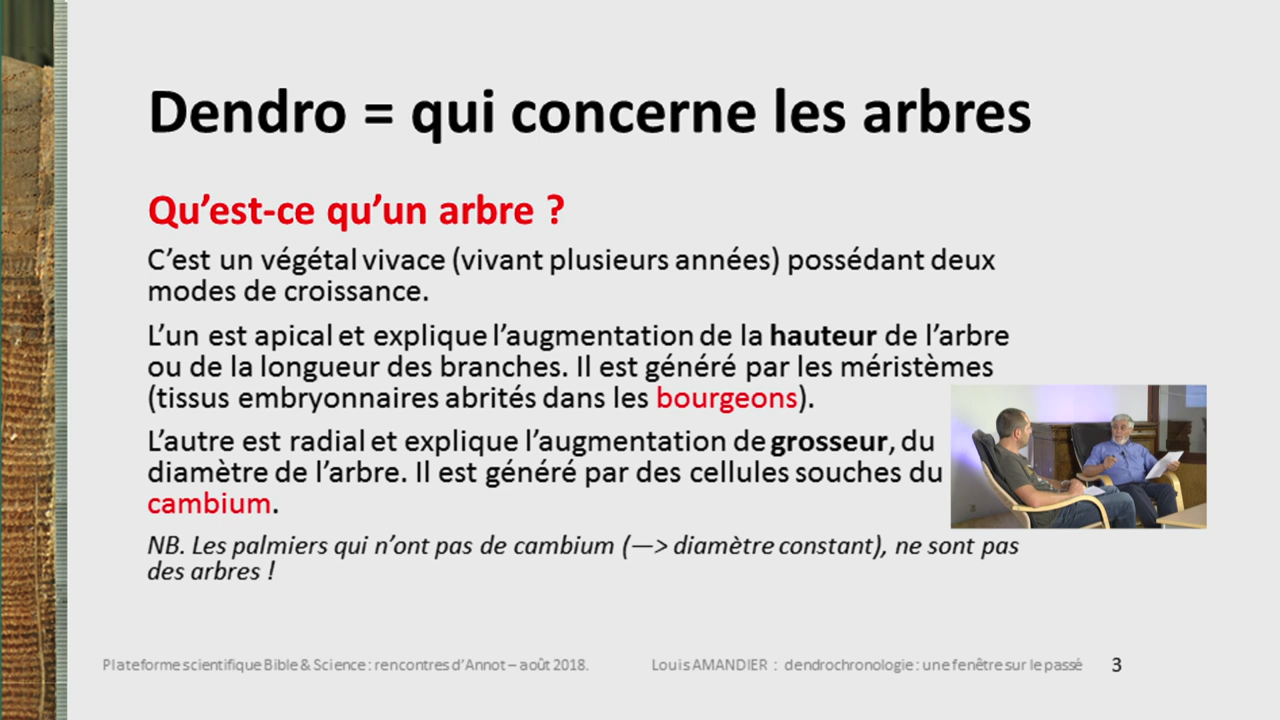 Dendro = qui concerne les arbres
Qu’est-ce qu’un arbre ?
C’est un végétal vivace (vivant plusieurs années) possédant deux
modes de croissance.
L’un est apical et explique l’augmentation de la hauteur de l’arbre
ou de la longueur des branches. Il est généré par les méristèmes
(tissus embryonnaires abrités dans les bourgeons).
L’autre est radial et explique l’augmentation de grosseur, du
diamètre de l’arbre. Il est généré par des cellules souches du
cambium.
NB. Les palmiers qui n’ont pas de cambium (—> diamètre constant), ne sont pas
des arbres !
Plateforme scientifique Bible & Science : rencontres d’Annot – août 2018. Louis AMANDIER : dendrochronologie : une fenêtre sur le passé 3